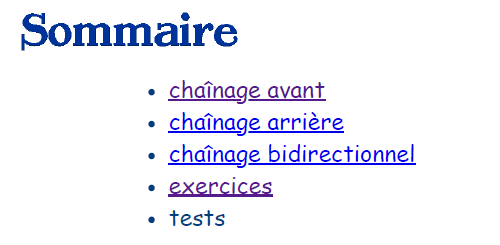 Sommaire
chaînage avant
chaînage arrière
chaînage bidirectionnel
exercices
tests